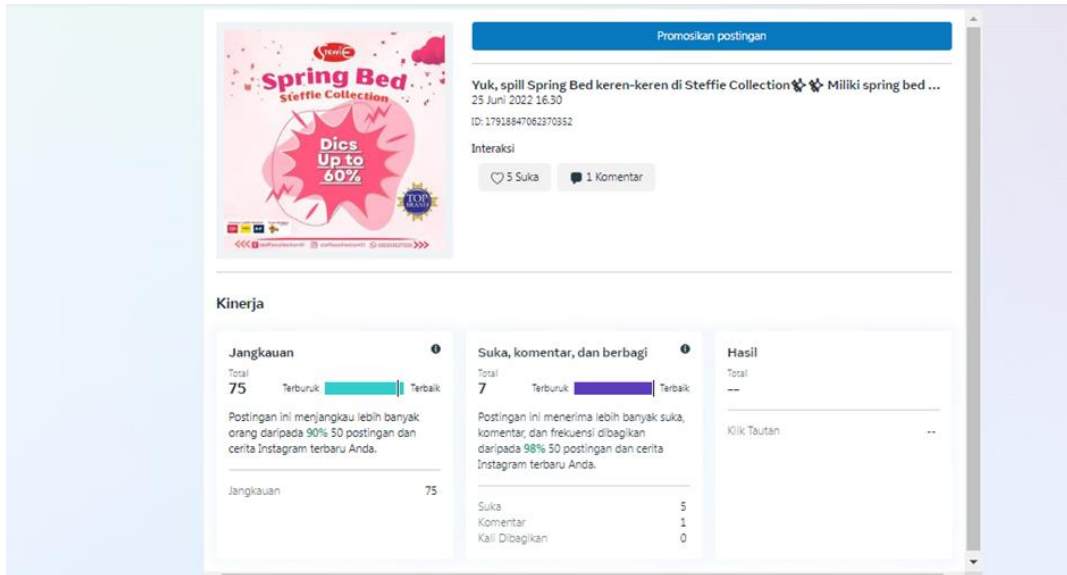 STEFFIE
Spring Bed
Steffie Collection
Dics
Up to
60%
TOP
BRAND
Promosikan postingan
Yuk, spill Spring Bed keren-keren di Steffie Collection✨✨ Miliki spring bed ...
25 Juni 2022 16.30
ID: 17918847062370352
Interaksi
5 Suka 1 Komentar
Kinerja
Jangkauan
Total
75 Terburuk Terbaik
Postingan ini menjangkau lebih banyak
orang daripada 90% 50 postingan dan
cerita Instagram terbaru Anda.
Jangkauan 75
Suka, komentar, dan berbagi
Total
7 Terburuk Terbaik
Postingan ini menerima lebih banyak suka,
komentar, dan frekuensi dibagikan
daripada 98% 50 postingan dan cerita
Instagram terbaru Anda.
Suka 5
Komentar 1
Kali Dibagikan 0
Hasil
Total
--
Klik Tautan --